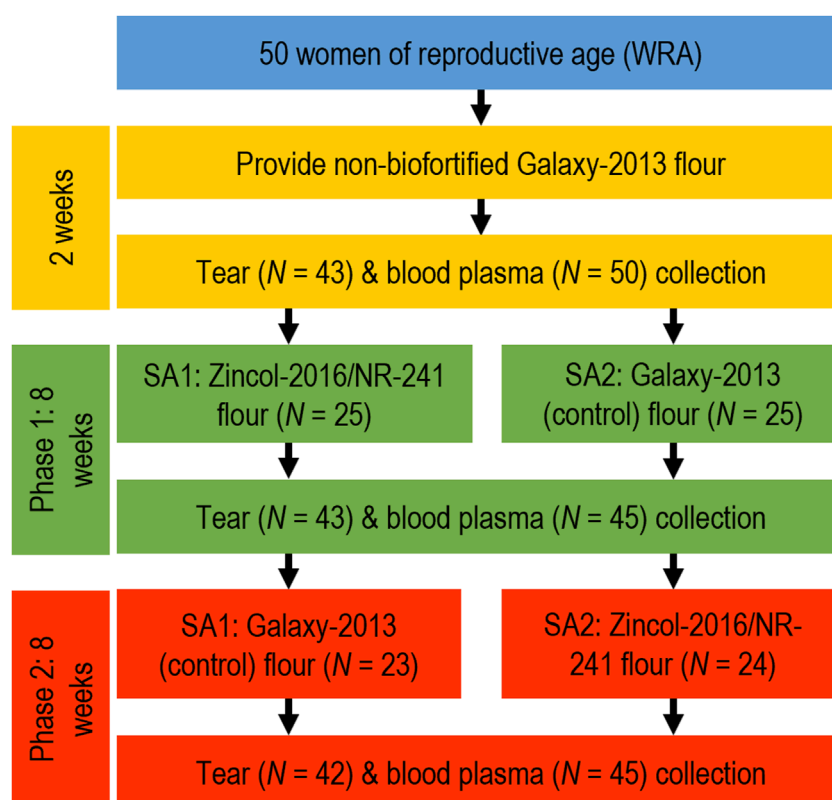 50 women of reproductive age (WRA)
2 weeks
Provide non-biofortified Galaxy-2013 flour
Tear (N = 43) & blood plasma (N = 50) collection
Phase 1: 8
weeks
SA1: Zincol-2016/NR-241
flour (N = 25)
SA2: Galaxy-2013
(control) flour (N = 25)
Tear (N = 43) & blood plasma (N = 45) collection
Phase 2: 8
weeks
SA1: Galaxy-2013
(control) flour (N = 23)
SA2: Zincol-2016/NR-
241 flour (N = 24)
Tear (N = 42) & blood plasma (N = 45) collection